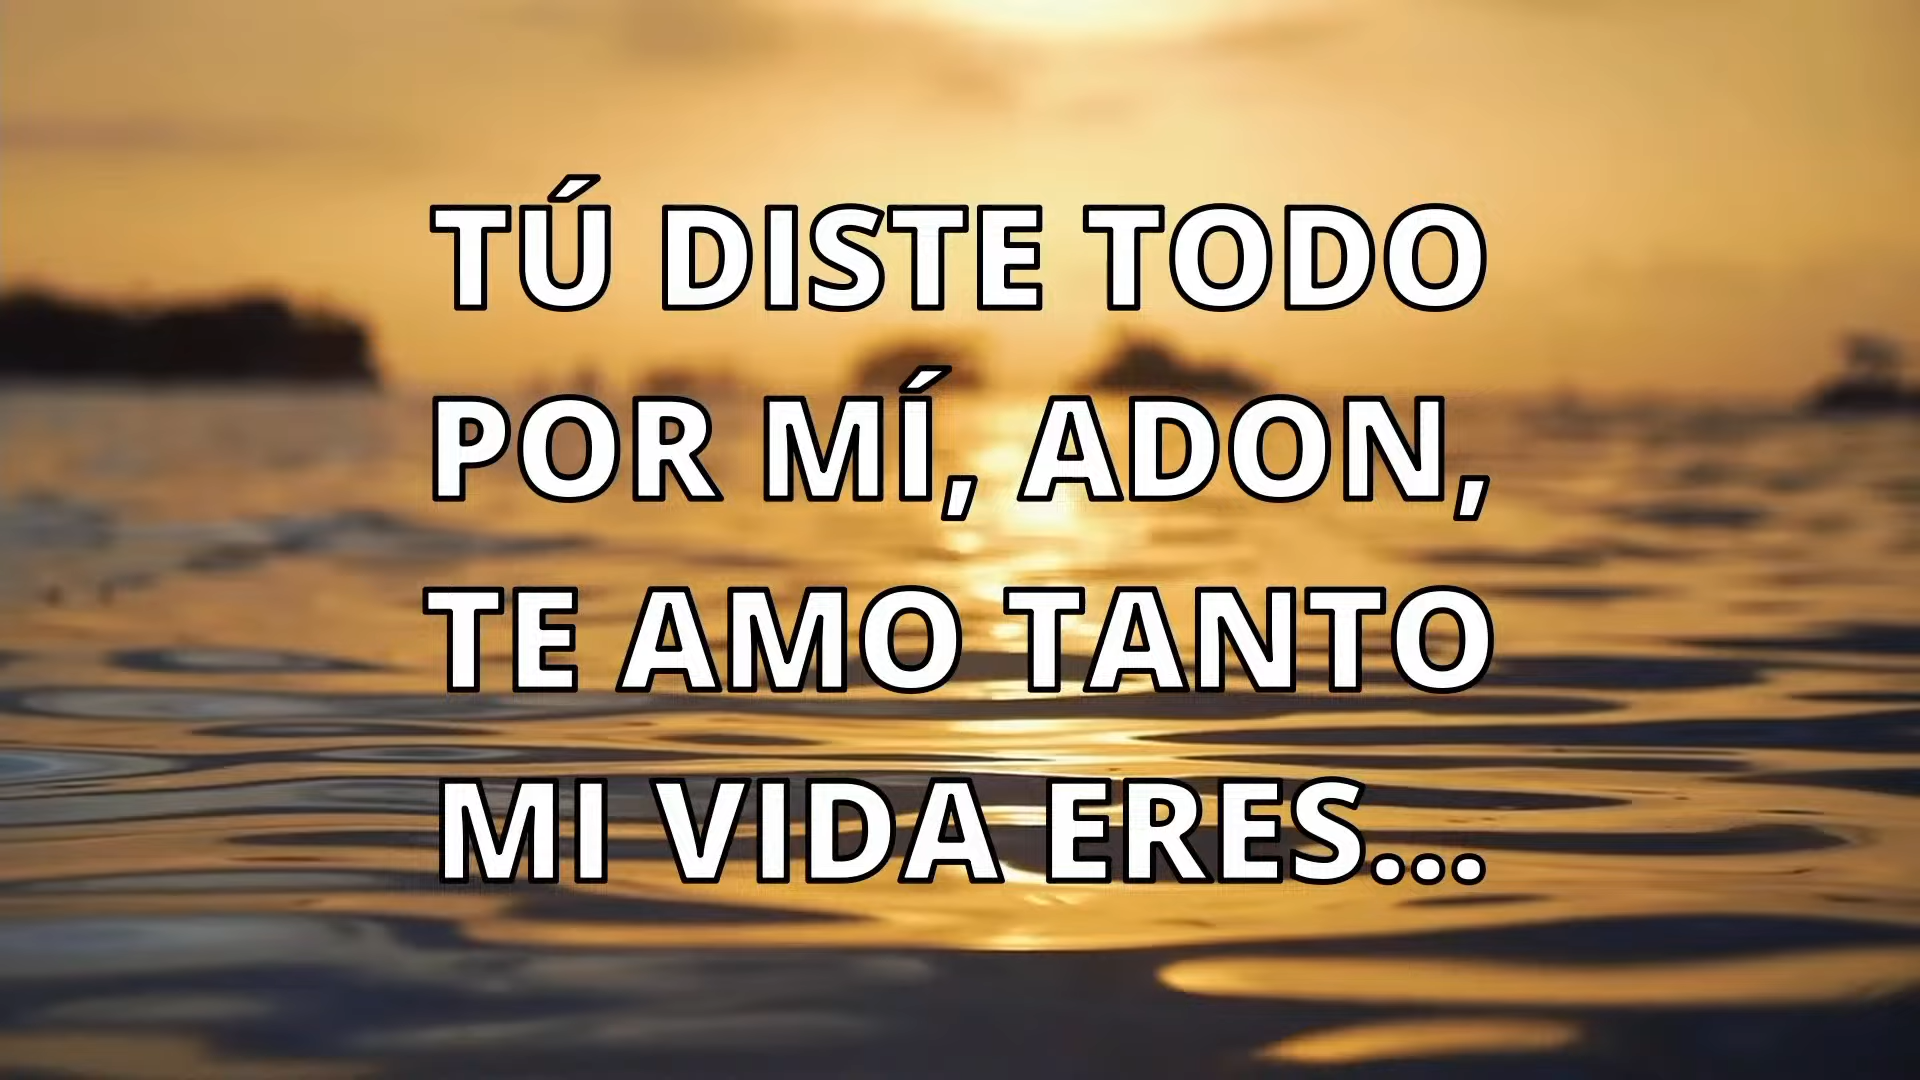 TÚ DISTE TODO
POR MÍ, ADON,
TE AMO TANTO
MI VIDA ERES...